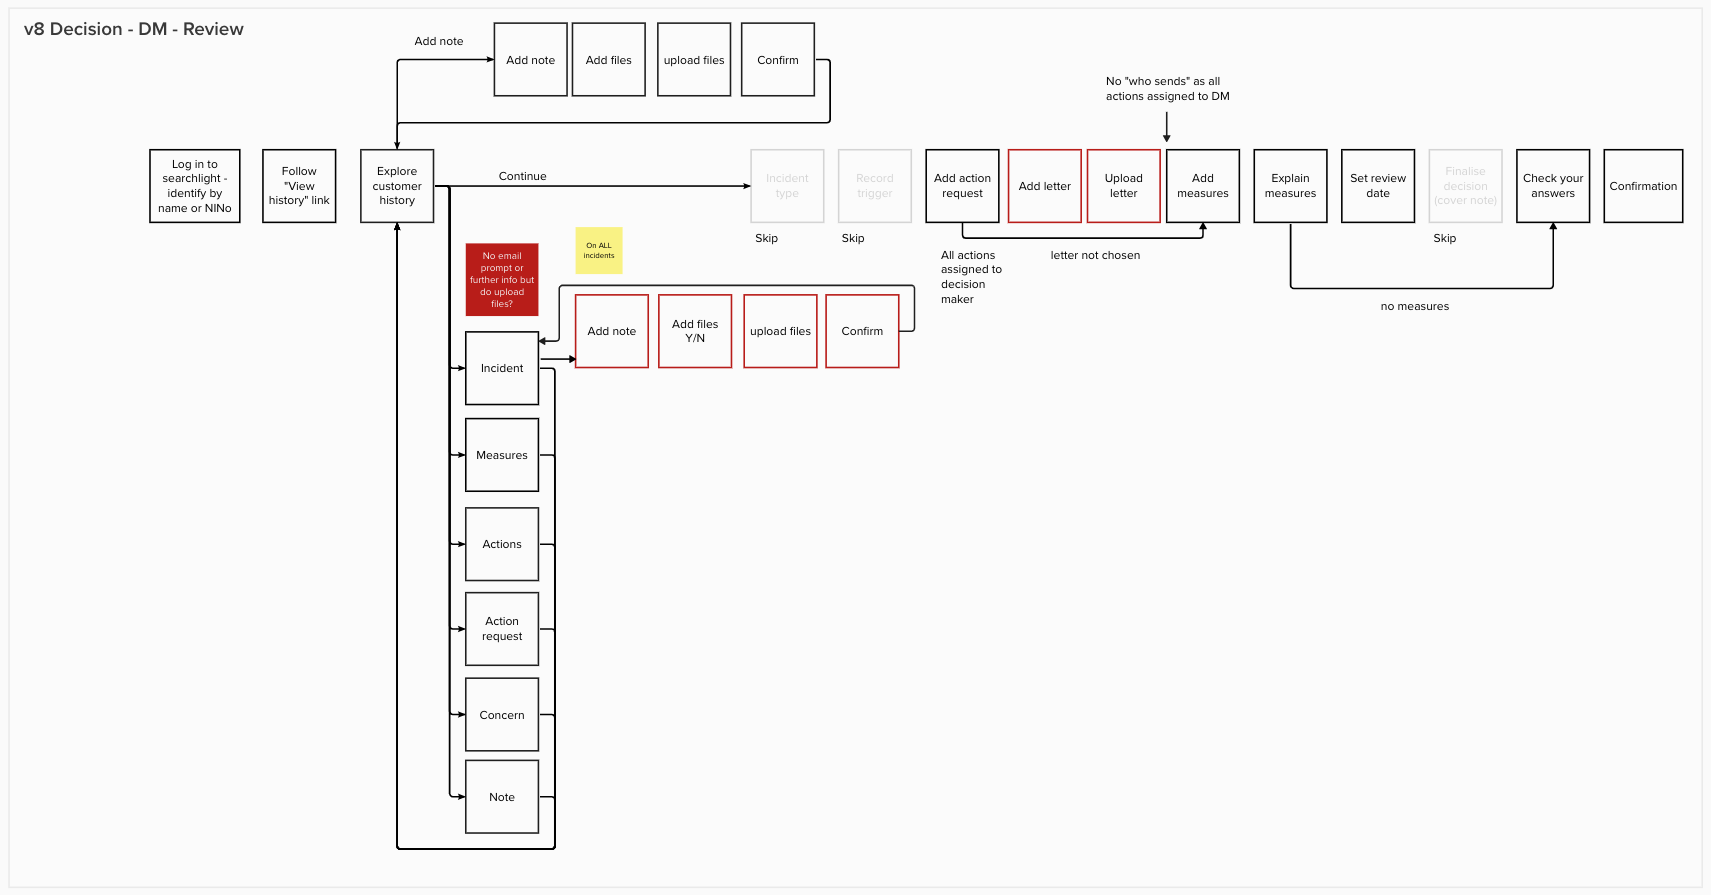 v8 Decision - DM - Review
Add note
Add note
Add files
upload files
Confirm
No "who sends" as all
actions assigned to DM
Log in to
searchlight -
identify by
name or NINo
Follow
"View
history" link
Explore
customer
history
Continue
Incident
type
Record
trigger
Add action
request
Add letter
Upload
letter
Add
measures
Explain
measures
Set review
date
Finalise
decision
(cover note)
Check your
answers
Confirmation
Skip
Skip
Skip
All actions
assigned to
decision
maker
letter not chosen
no measures
No email
prompt or
further info but
do upload
files?
On ALL
incidents
Add note
Add files
Y/N
upload files
Confirm
Incident
Measures
Actions
Action
request
Concern
Note